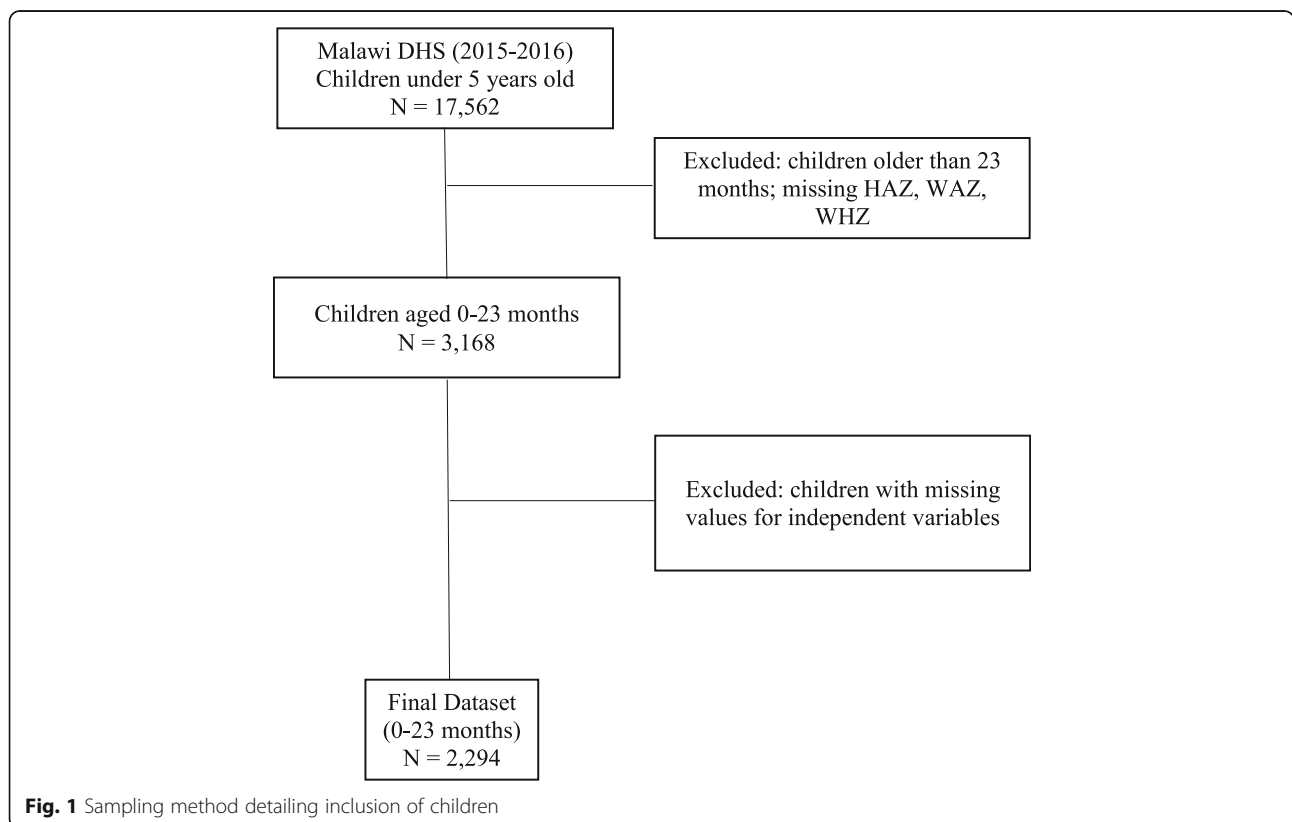 Malawi DHS (2015-2016)
Children under 5 years old
N = 17,562
Excluded: children older than 23
months; missing HAZ, WAZ,
WHZ
Children aged 0-23 months
N = 3,168
Excluded: children with missing
values for independent variables
Final Dataset
(0-23 months)
N = 2,294
Fig. 1 Sampling method detailing inclusion of children